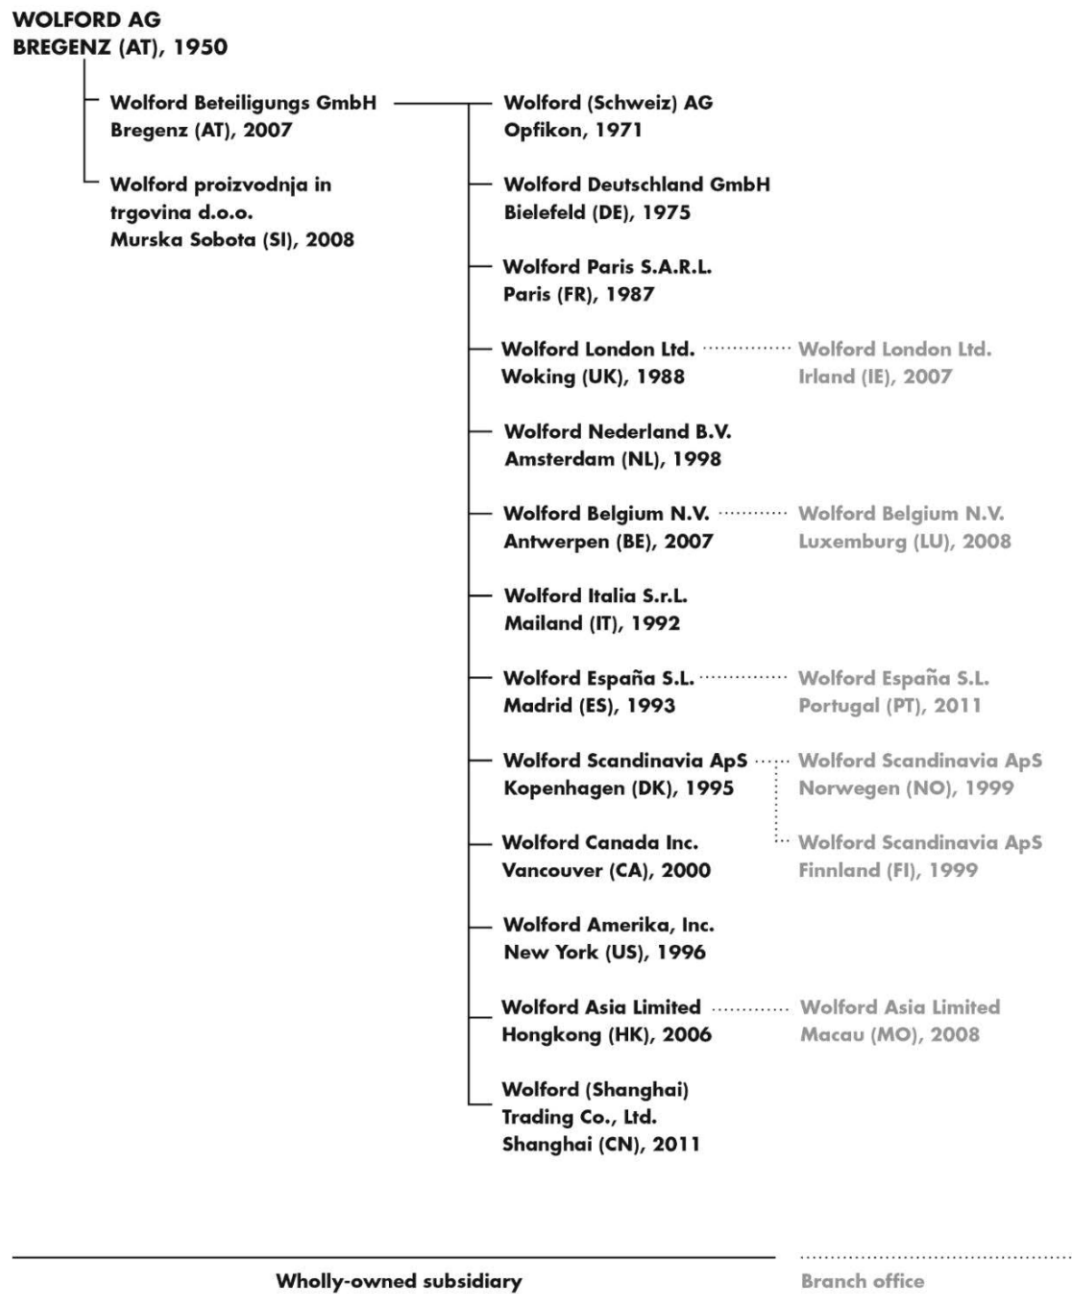 WOLFORD AG
BREGENZ (AT), 1950
Wolford Beteiligungs GmbH
Bregenz (AT), 2007
Wolford proizvodnja in
trgovina d.o.o.
Murska Sobota (SI), 2008
Wolford (Schweiz) AG
Opfikon, 1971
Wolford Deutschland GmbH
Bielefeld (DE), 1975
Wolford Paris S.A.R.L.
Paris (FR), 1987
Wolford London Ltd.
Woking (UK), 1988
Wolford London Ltd.
Irland (IE), 2007
Wolford Nederland B.V.
Amsterdam (NL), 1998
Wolford Belgium N.V.
Antwerpen (BE), 2007
Wolford Belgium N.V.
Luxemburg (LU), 2008
Wolford Italia S.r.L.
Mailand (IT), 1992
Wolford España S.L.
Madrid (ES), 1993
Wolford España S.L.
Portugal (PT), 2011
Wolford Scandinavia ApS
Kopenhagen (DK), 1995
Wolford Scandinavia ApS
Norwegen (NO), 1999
Wolford Scandinavia ApS
Finnland (FI), 1999
Wolford Canada Inc.
Vancouver (CA), 2000
Wolford Amerika, Inc.
New York (US), 1996
Wolford Asia Limited
Hongkong (HK), 2006
Wolford Asia Limited
Macau (MO), 2008
Wolford (Shanghai)
Trading Co., Ltd.
Shanghai (CN), 2011
Wholly-owned subsidiary
Branch office